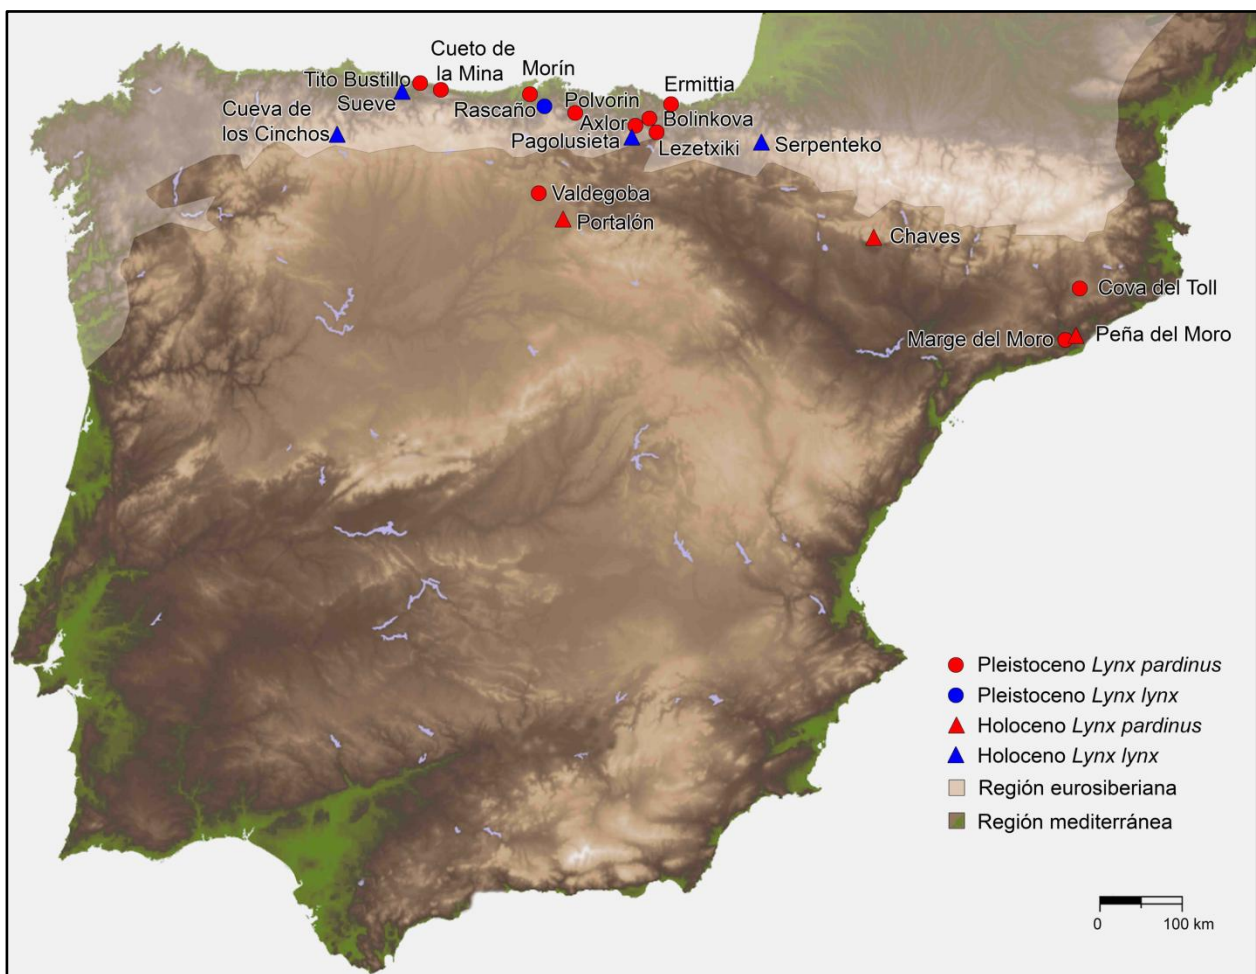 Cueto de
la Mina
Tito Bustillo
Sueve
Cueva de
los Cinchos
Morín
Rascaño
Polvorin
Axlor
Pagolusieta
Ermittia
Bolinkova
Lezetxiki
Serpenteko
Valdegoba
Portalón
Chaves
Cova del Toll
Marge del Moro
Peña del Moro
Pleistoceno Lynx pardinus
Pleistoceno Lynx lynx
Holoceno Lynx pardinus
Holoceno Lynx lynx
Región eurosiberiana
Región mediterránea
0 100 km